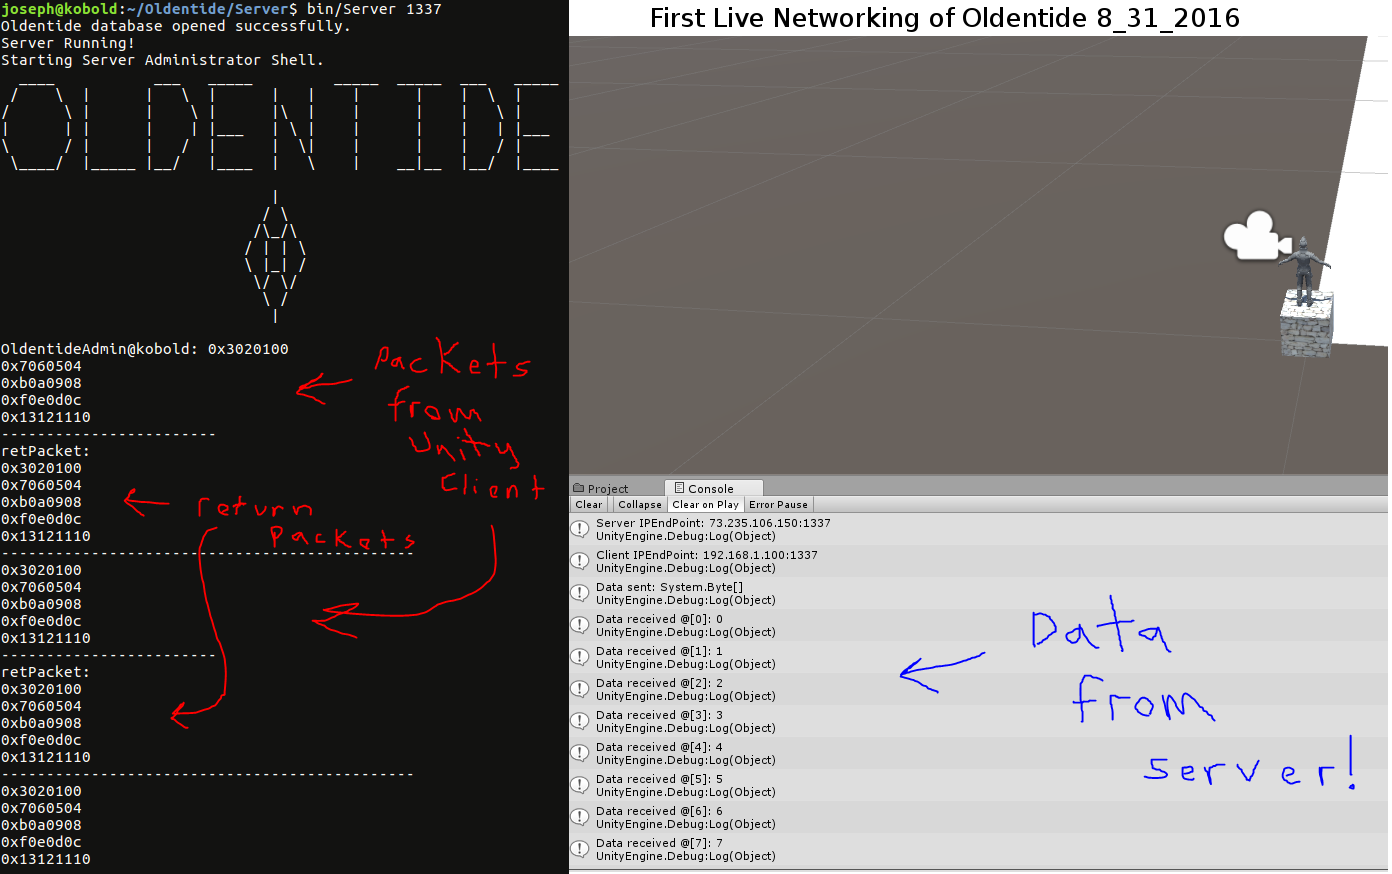 joseph@kobold:~/Oldentide/Server$ bin/Server 1337
Oldentide database opened successfully.
Server Running!
Starting Server Administrator Shell.
OLDENTIDE
OldentideAdmin@kobold: 0x3020100
0x7060504
0xb0a0908
0xf0e0d0c
0x13121110
------------------------
retPacket:
0x3020100
0x7060504
0xb0a0908
0xf0e0d0c
0x13121110
----------------------------------------------
0x3020100
0x7060504
0xb0a0908
0xf0e0d0c
0x13121110
------------------------
retPacket:
0x3020100
0x7060504
0xb0a0908
0xf0e0d0c
0x13121110
----------------------------------------------
0x3020100
0x7060504
0xb0a0908
0xf0e0d0c
0x13121110
Packets
from
Unity
Client
return
Packets
First Live Networking of Oldentide 8_31_2016
Project
Console
Clear
Collapse
Clear on Play
Error Pause
Server IPEndPoint: 73.235.106.150:1337
UnityEngine.Debug:Log(Object)
Client IPEndPoint: 192.168.1.100:1337
UnityEngine.Debug:Log(Object)
Data sent: System.Byte[]
UnityEngine.Debug:Log(Object)
Data received @[0]: 0
UnityEngine.Debug:Log(Object)
Data received @[1]: 1
UnityEngine.Debug:Log(Object)
Data received @[2]: 2
UnityEngine.Debug:Log(Object)
Data received @[3]: 3
UnityEngine.Debug:Log(Object)
Data received @[4]: 4
UnityEngine.Debug:Log(Object)
Data received @[5]: 5
UnityEngine.Debug:Log(Object)
Data received @[6]: 6
UnityEngine.Debug:Log(Object)
Data received @[7]: 7
UnityEngine.Debug:Log(Object)
Data
from
server!